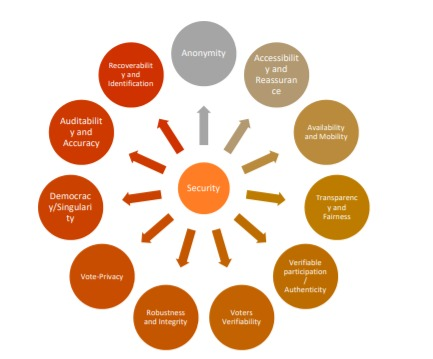 Anonymity
Accessibilit
y and
Reassuran
ce
Availability
and Mobility
Transparenc
y and
Fairness
Verifiable
participation
/
Authenticity
Voters
Verifiability
Robustness
and Integrity
Vote-Privacy
Democrac
y/Singulari
ty
Auditabilit
y and
Accuracy
Recoverabilit
y and
Identification
Security